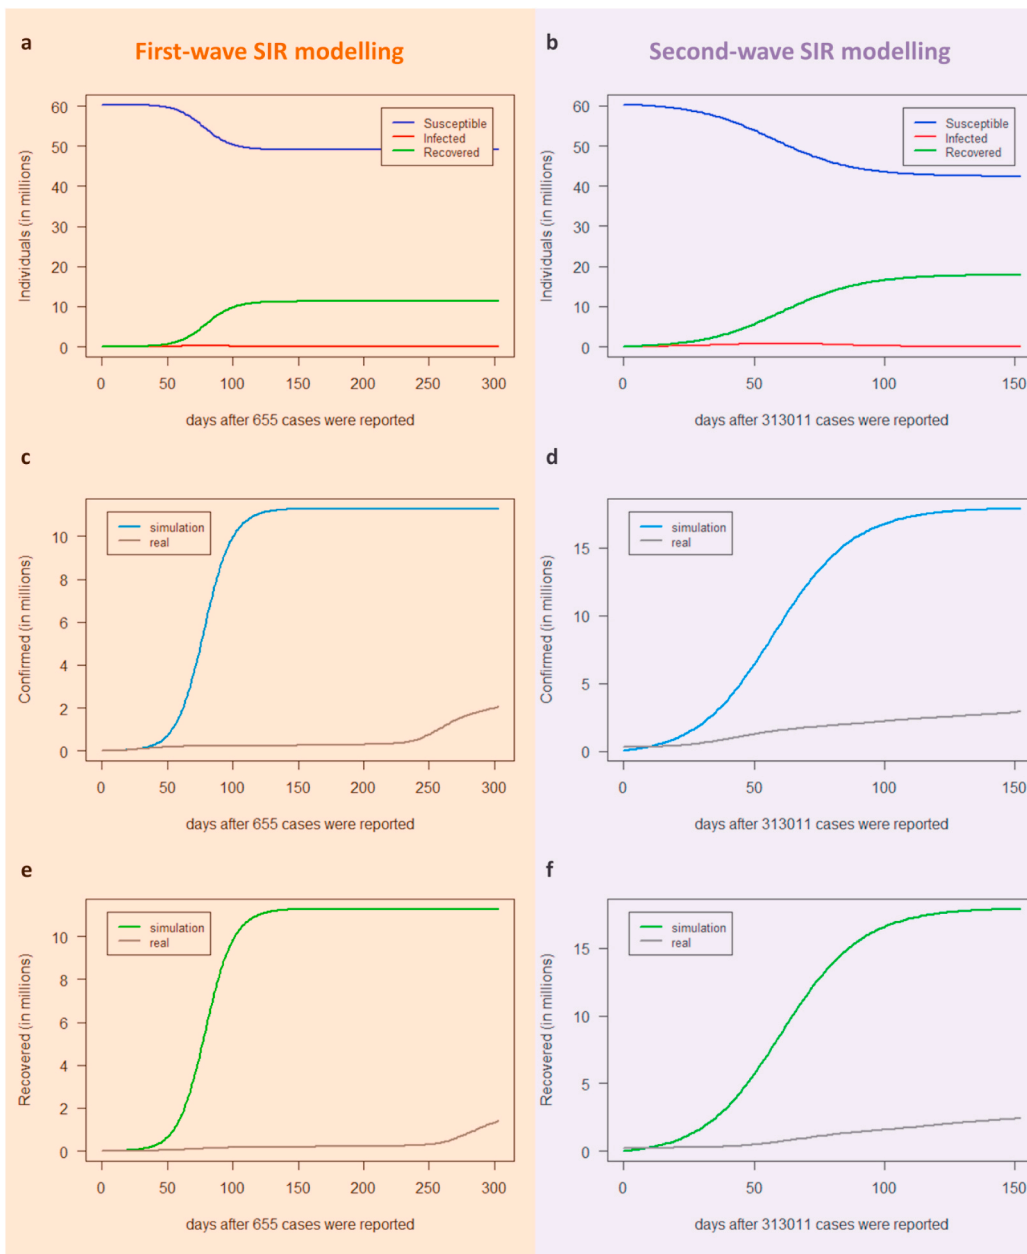 a
First-wave SIR modelling
Individuals (in millions)
60
50
40
30
20
10
0
Susceptible
Infected
Recovered
0 50 100 150 200 250 300
days after 655 cases were reported
b
Second-wave SIR modelling
Individuals (in millions)
60
50
40
30
20
10
0
Susceptible
Infected
Recovered
0 50 100 150
days after 313011 cases were reported
c
Confirmed (in millions)
10
8
6
4
2
0
simulation
real
0 50 100 150 200 250 300
days after 655 cases were reported
d
Confirmed (in millions)
15
10
5
0
simulation
real
0 50 100 150
days after 313011 cases were reported
e
Recovered (in millions)
10
8
6
4
2
0
simulation
real
0 50 100 150 200 250 300
days after 655 cases were reported
f
Recovered (in millions)
15
10
5
0
simulation
real
0 50 100 150
days after 313011 cases were reported